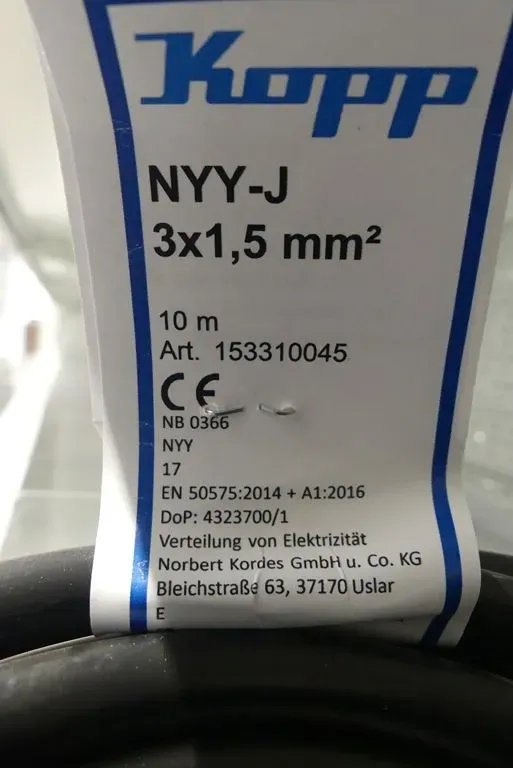 Kopp
NYY-J
3x1,5 mm²
10 m
Art. 153310045
CE
NB 0366
NYY
17
EN 50575:2014 + A1:2016
DoP: 4323700/1
Verteilung von Elektrizität
Norbert Kordes GmbH u. Co. KG
Bleichstraße 63, 37170 Uslar
E